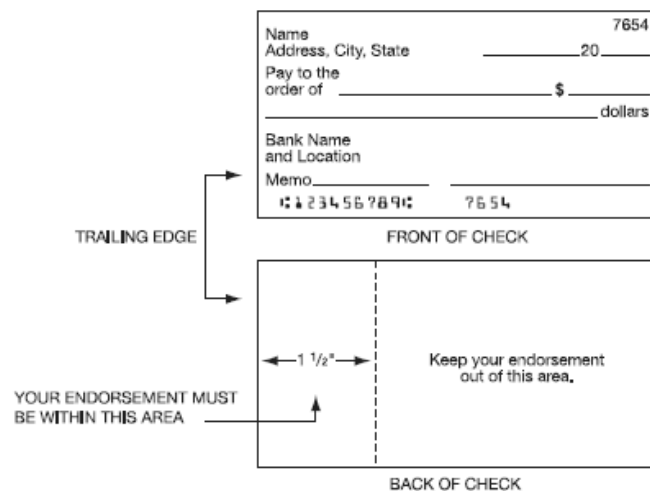 7654
Name
Address, City, State 20
Pay to the
order of $
dollars
Bank Name
and Location
Memo
⑆123456789⑆ 7654
TRAILING EDGE
FRONT OF CHECK
1 1/2"
Keep your endorsement
out of this area.
YOUR ENDORSEMENT MUST
BE WITHIN THIS AREA
BACK OF CHECK